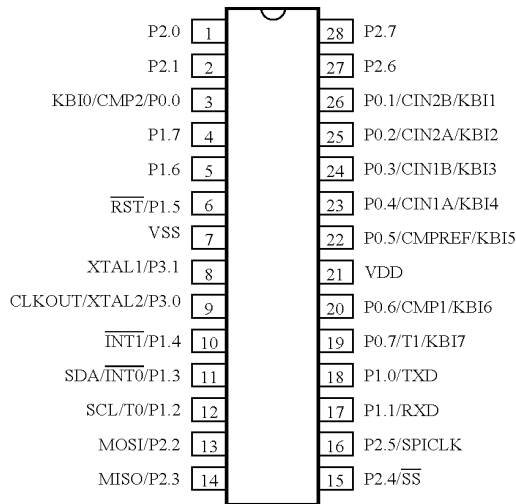 P2.0 1 28 P2.7
P2.1 2 27 P2.6
KBI0/CMP2/P0.0 3 26 P0.1/CIN2B/KBI1
P1.7 4 25 P0.2/CIN2A/KBI2
P1.6 5 24 P0.3/CIN1B/KBI3
RST/P1.5 6 23 P0.4/CIN1A/KBI4
VSS 7 22 P0.5/CMPREF/KBI5
XTAL1/P3.1 8 21 VDD
CLKOUT/XTAL2/P3.0 9 20 P0.6/CMP1/KBI6
INT1/P1.4 10 19 P0.7/T1/KBI7
SDA/INT0/P1.3 11 18 P1.0/TXD
SCL/T0/P1.2 12 17 P1.1/RXD
MOSI/P2.2 13 16 P2.5/SPICLK
MISO/P2.3 14 15 P2.4/SS